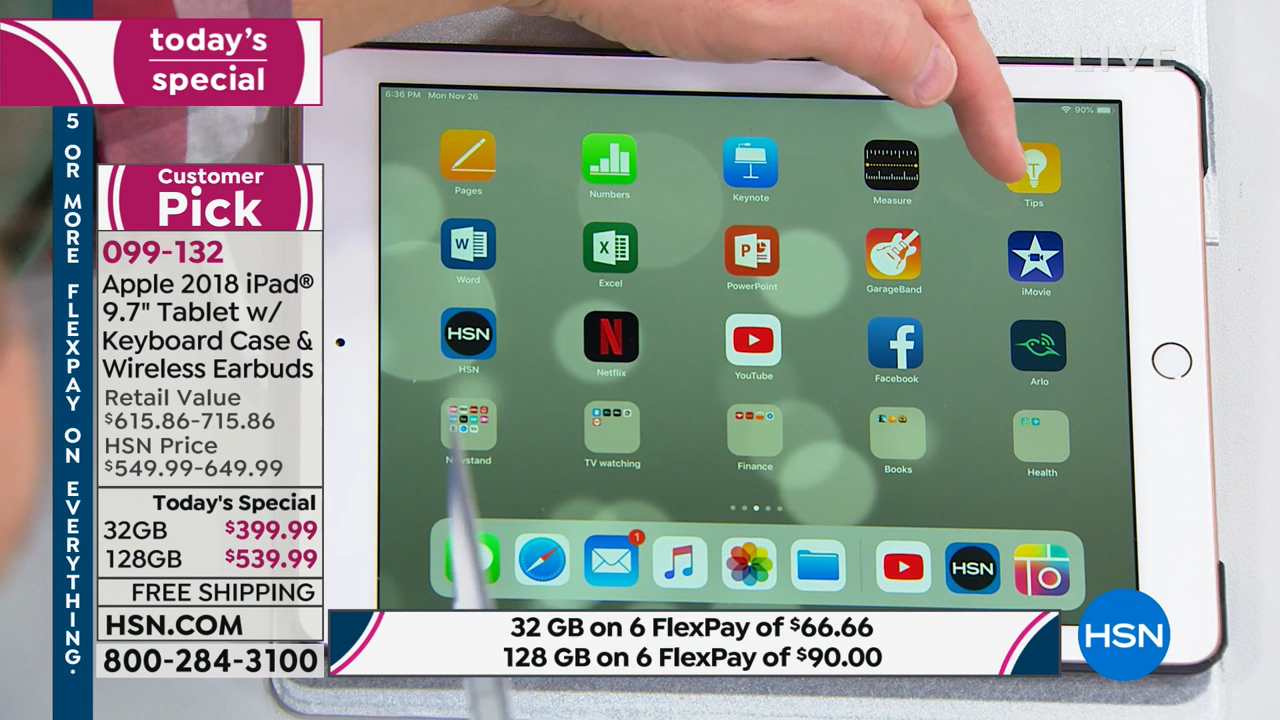 today's
special
5 OR MORE FLEXPAY ON EVERYTHING.
Customer
Pick
099-132
Apple 2018 iPad®
9.7" Tablet w/
Keyboard Case &
Wireless Earbuds
Retail Value
$615.86-715.86
HSN Price
$549.99-649.99
Today's Special
32GB $399.99
128GB $539.99
FREE SHIPPING
HSN.COM
800-284-3100
LIVE
6:36 PM Mon Nov 26 90%
Pages Numbers Keynote Measure Tips
W X P
Word Excel PowerPoint GarageBand iMovie
HSN N f
HSN Netflix YouTube Facebook Arlo
TV watching Finance Books Health
1
HSN
32 GB on 6 FlexPay of $66.66
128 GB on 6 FlexPay of $90.00
HSN